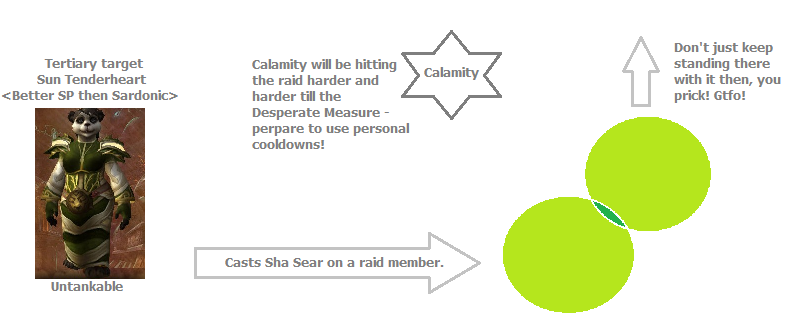 Tertiary target
Sun Tenderheart
<Better SP then Sardonic>
Untankable
Calamity will be hitting
the raid harder and
harder till the
Desperate Measure -
perpare to use personal
cooldowns!
Calamity
Don't just keep
standing there
with it then, you
prick! Gtfo!
Casts Sha Sear on a raid member.